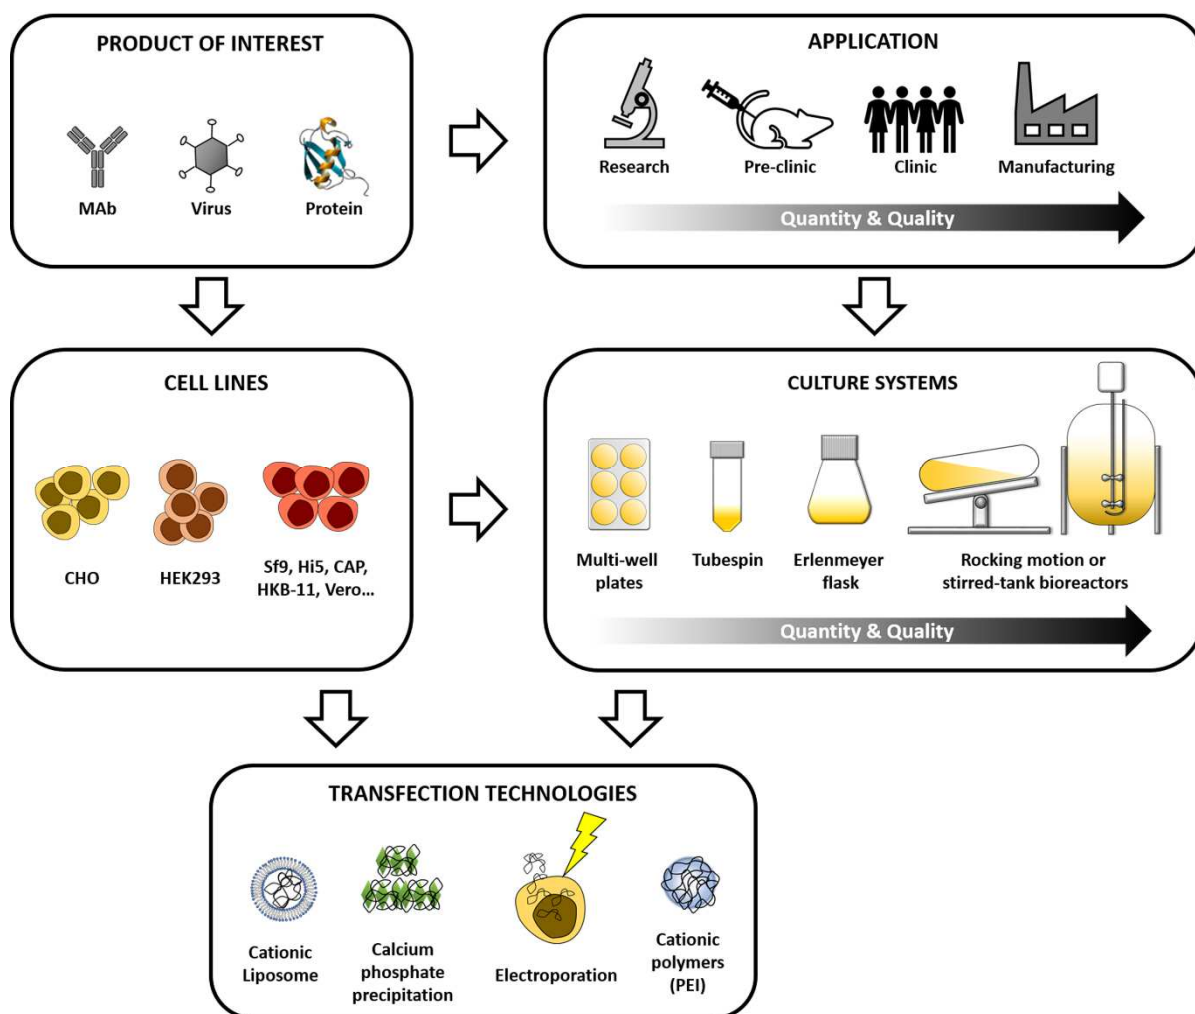 PRODUCT OF INTEREST
MAb
Virus
Protein
APPLICATION
Research
Pre-clinic
Clinic
Manufacturing
Quantity & Quality
CELL LINES
CHO
HEK293
Sf9, Hi5, CAP,
HKB-11, Vero...
CULTURE SYSTEMS
Multi-well
plates
Tubespin
Erlenmeyer
flask
Rocking motion or
stirred-tank bioreactors
Quantity & Quality
TRANSFECTION TECHNOLOGIES
Cationic
Liposome
Calcium
phosphate
precipitation
Electroporation
Cationic
polymers
(PEI)